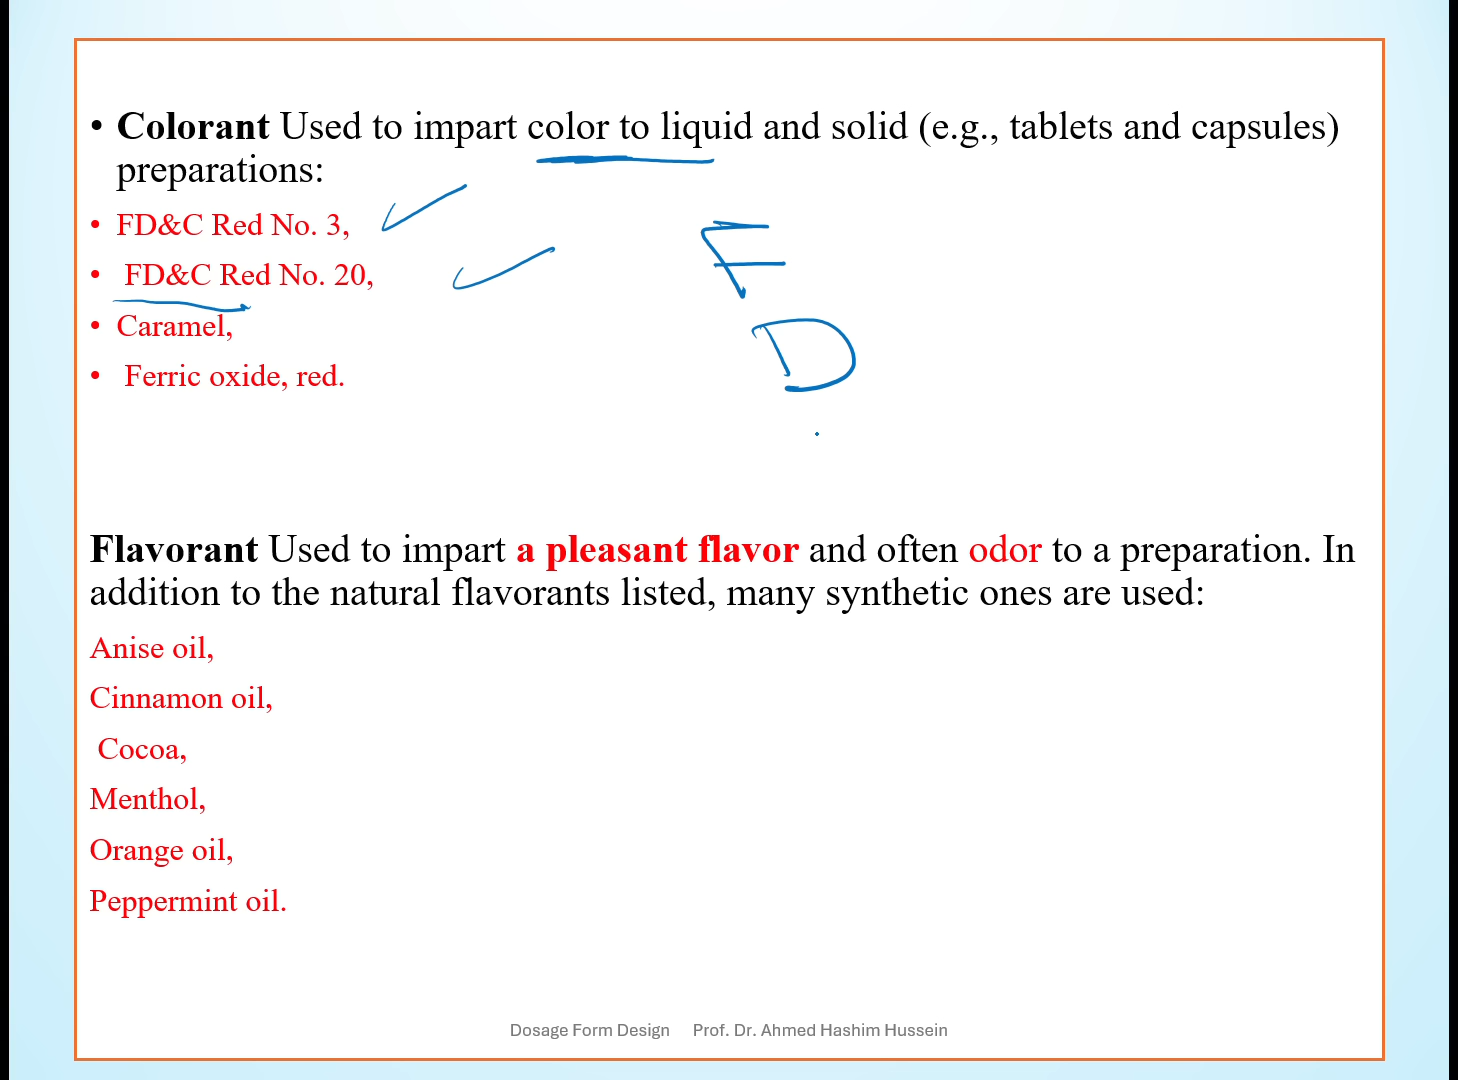 • Colorant Used to impart color to liquid and solid (e.g., tablets and capsules)
preparations:
• FD&C Red No. 3,
• FD&C Red No. 20,
• Caramel,
• Ferric oxide, red.
F
D
Flavorant Used to impart a pleasant flavor and often odor to a preparation. In
addition to the natural flavorants listed, many synthetic ones are used:
Anise oil,
Cinnamon oil,
Cocoa,
Menthol,
Orange oil,
Peppermint oil.
Dosage Form Design Prof. Dr. Ahmed Hashim Hussein